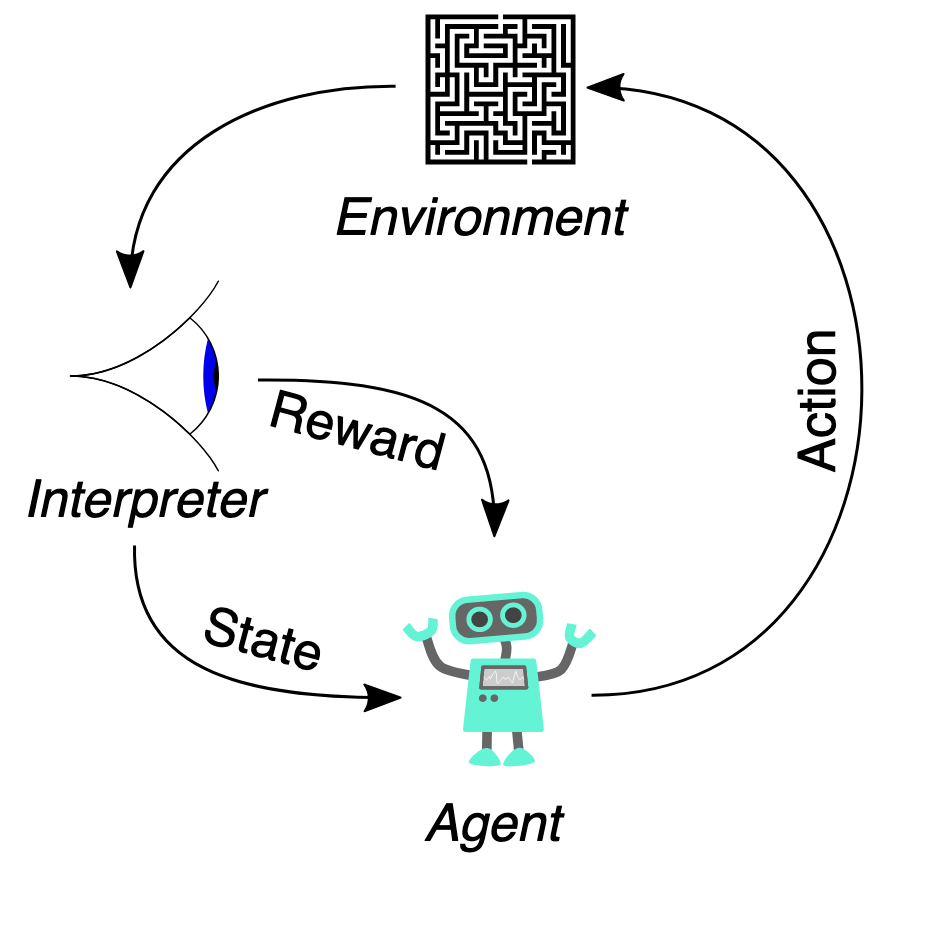 Environment
Reward
Action
Interpreter
State
Agent